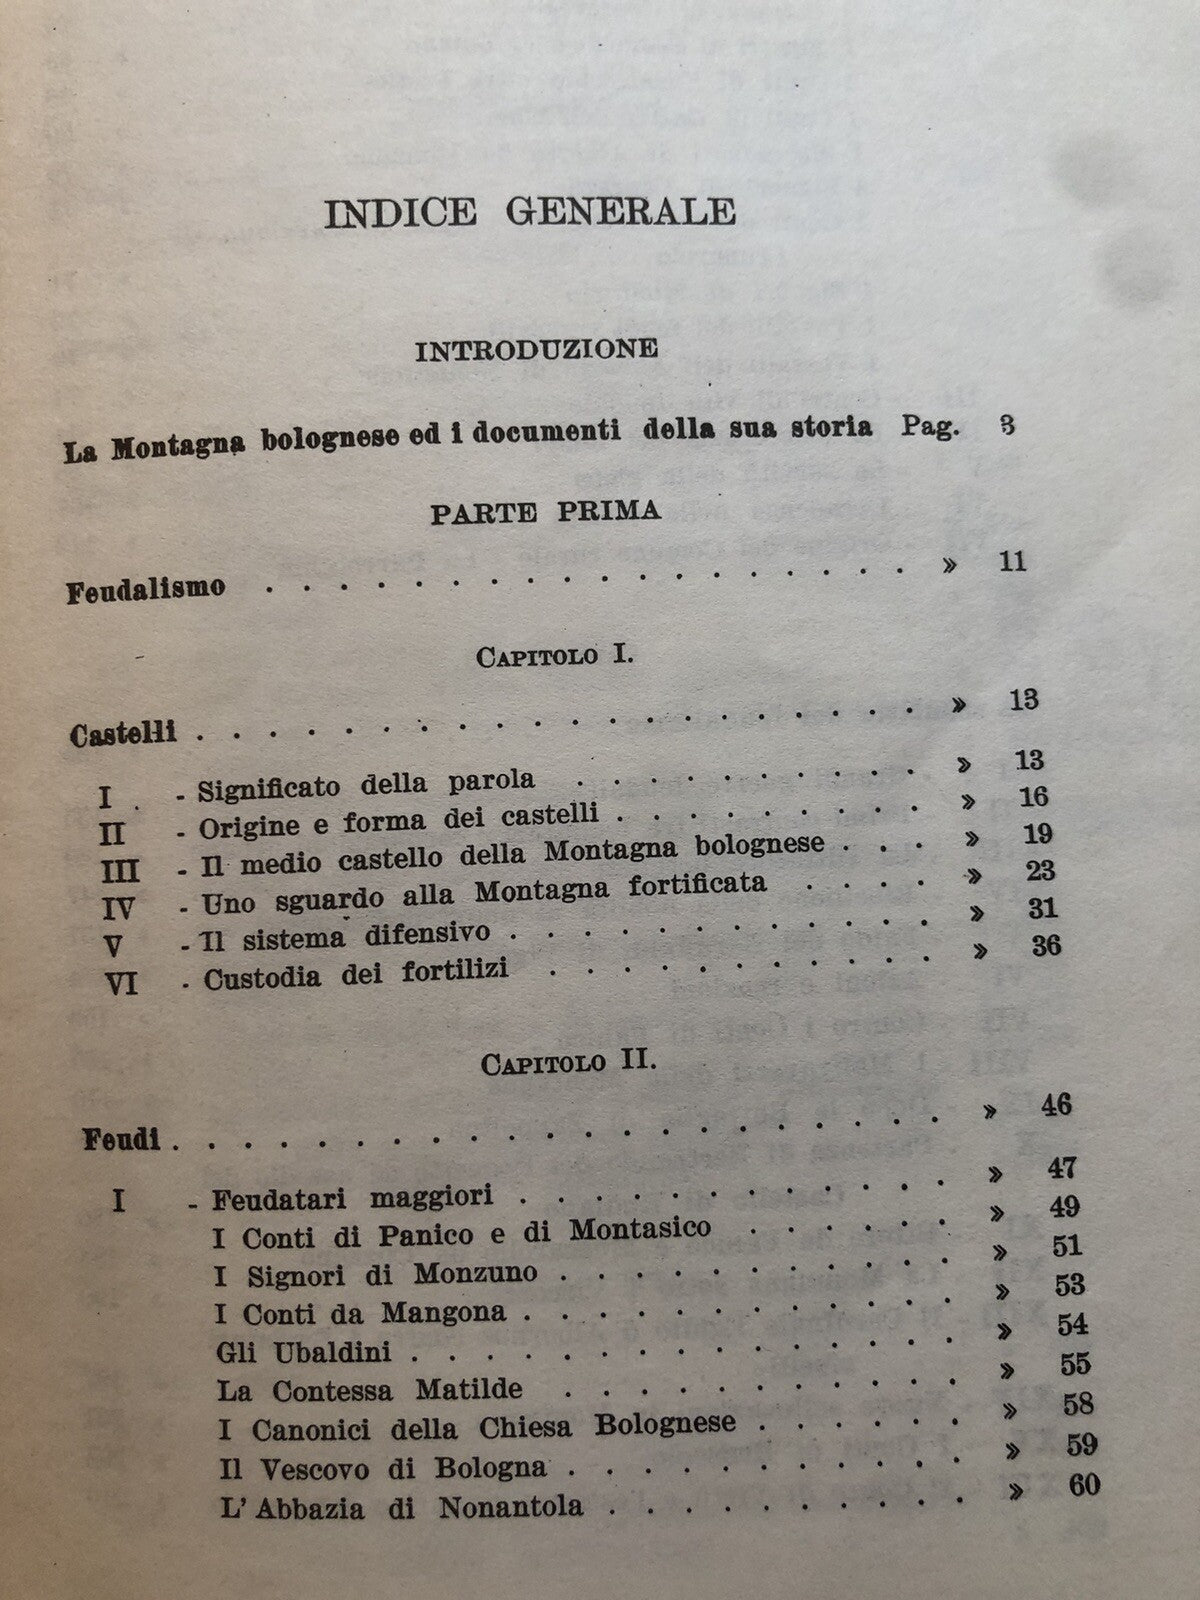 INDICE GENERALE
INTRODUZIONE
La Montagna bolognese ed i documenti della sua storia Pag. 3
PARTE PRIMA
Feudalismo . . . . . . . . . . . . . . . . . . » 11
CAPITOLO I.
Castelli . . . . . . . . . . . . . . . . . . . . » 13
I . - Significato della parola . . . . . . . . . . » 13
II - Origine e forma dei castelli . . . . . . . . . » 16
III - Il medio castello della Montagna bolognese . . . » 19
IV - Uno sguardo alla Montagna fortificata . . . . » 23
V - Il sistema difensivo . . . . . . . . . . . . » 31
VI - Custodia dei fortilizi . . . . . . . . . . . » 36
CAPITOLO II.
Feudi . . . . . . . . . . . . . . . . . . . . . » 46
I - Feudatari maggiori . . . . . . . . . . . . » 47
I Conti di Panico e di Montasico . . . . . . » 49
I Signori di Monzuno . . . . . . . . . . . » 51
I Conti da Mangona . . . . . . . . . . . . » 53
Gli Ubaldini . . . . . . . . . . . . . . . » 54
La Contessa Matilde . . . . . . . . . . . » 55
I Canonici della Chiesa Bolognese . . . . . . » 58
Il Vescovo di Bologna . . . . . . . . . . . » 59
L' Abbazia di Nonantola . . . . . . . . . . » 60